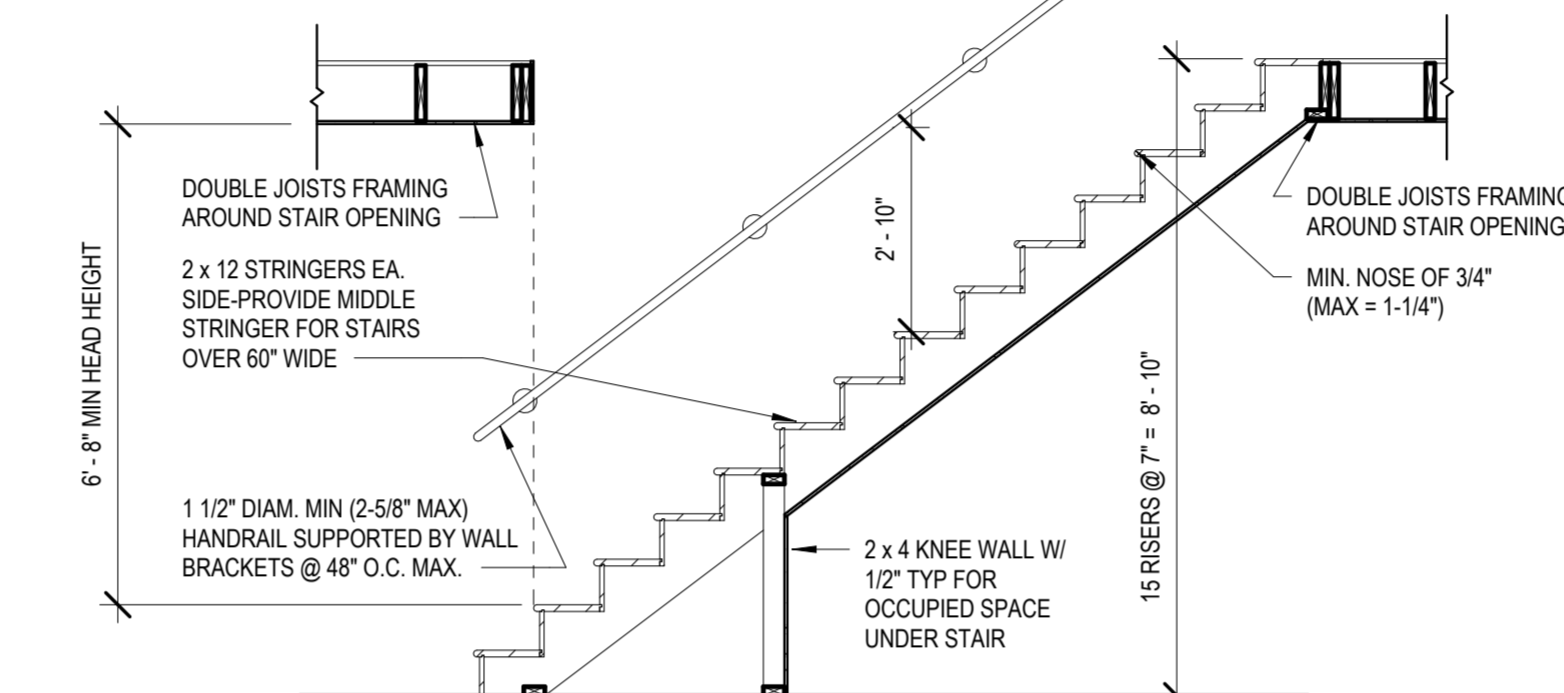 DOUBLE JOISTS FRAMING
AROUND STAIR OPENING
2 x 12 STRINGERS EA.
SIDE-PROVIDE MIDDLE
STRINGER FOR STAIRS
OVER 60" WIDE
6' - 8" MIN HEAD HEIGHT
1 1/2" DIAM. MIN (2-5/8" MAX)
HANDRAIL SUPPORTED BY WALL
BRACKETS @ 48" O.C. MAX.
2' - 10"
2 x 4 KNEE WALL W/
1/2" TYP FOR
OCCUPIED SPACE
UNDER STAIR
15 RISERS @ 7" = 8' - 10"
DOUBLE JOISTS FRAMING
AROUND STAIR OPENING
MIN. NOSE OF 3/4"
(MAX = 1-1/4")